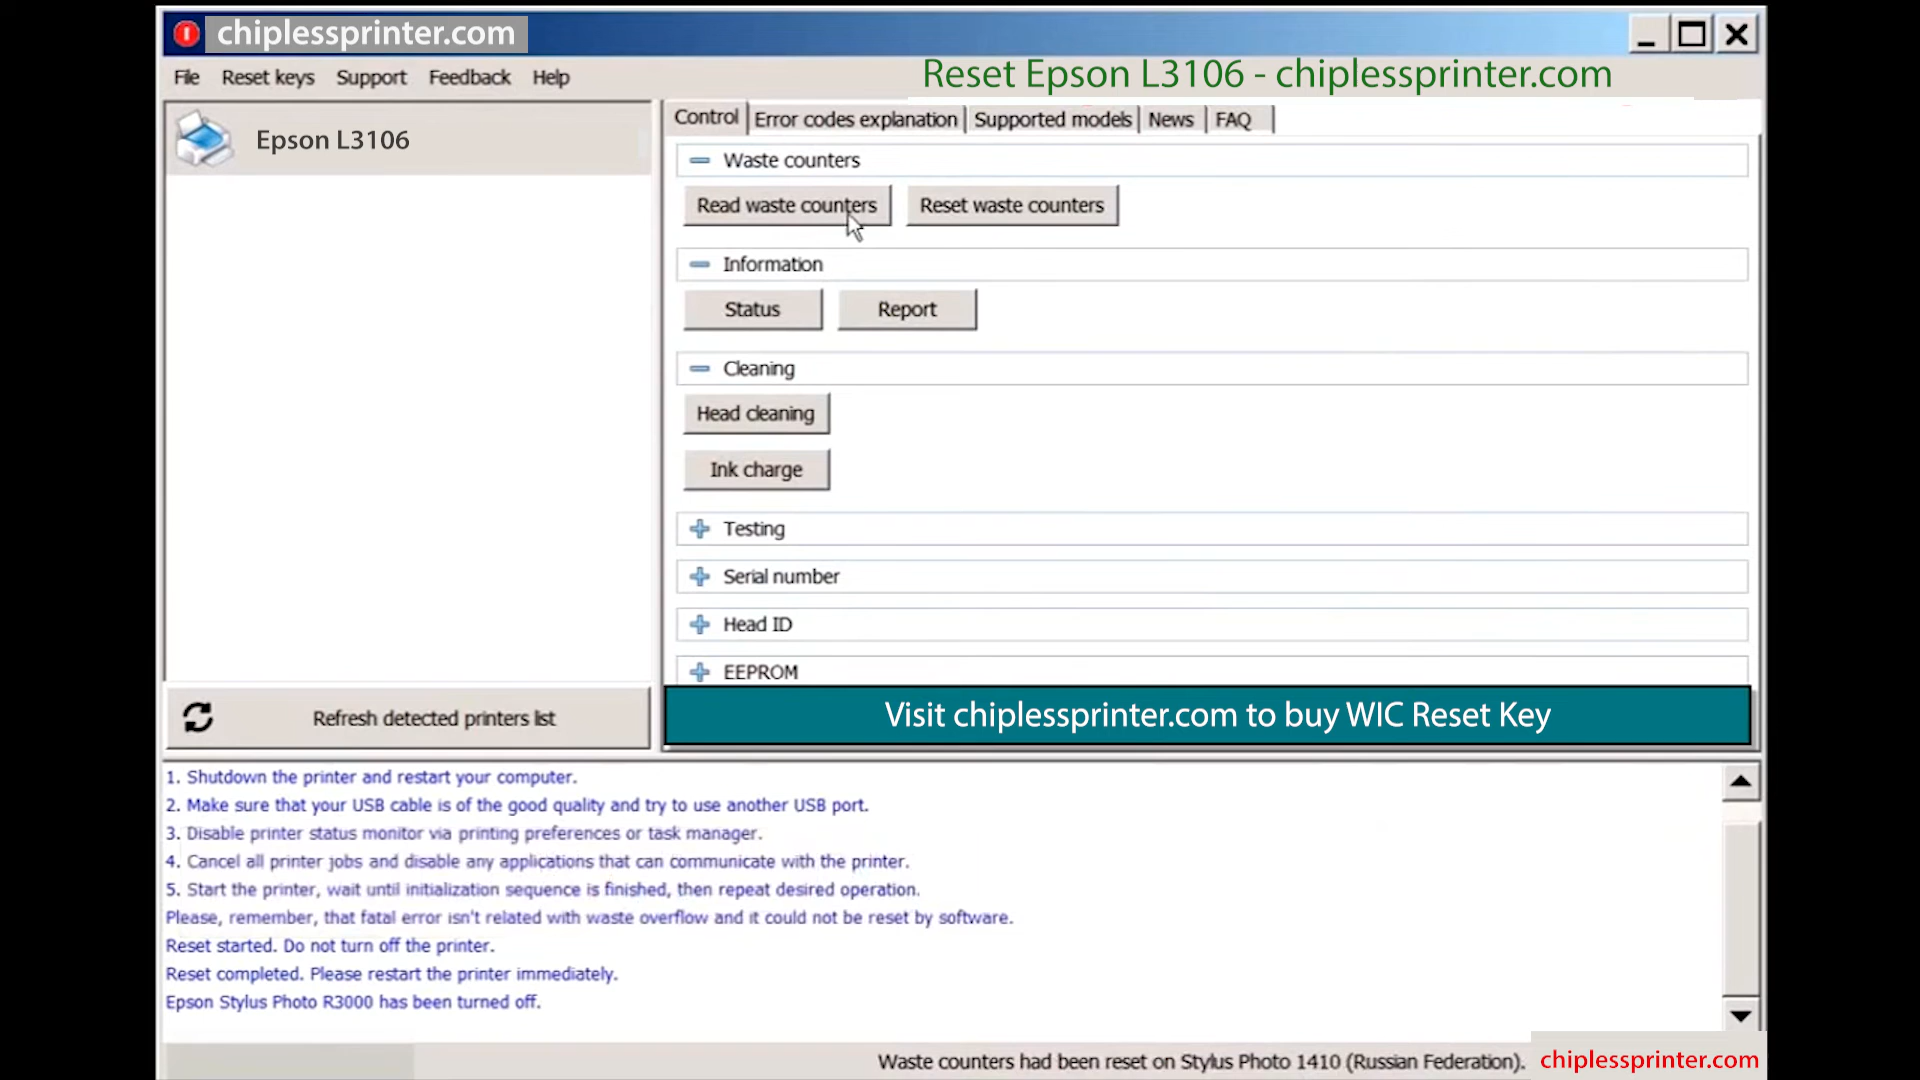 chiplessprinter.com
File Reset keys Support Feedback Help
Reset Epson L3106 - chiplessprinter.com
Epson L3106
Control Error codes explanation Supported models News FAQ
Waste counters
Read waste counters Reset waste counters
Information
Status Report
Cleaning
Head cleaning
Ink charge
Testing
Serial number
Head ID
EEPROM
Refresh detected printers list
Visit chiplessprinter.com to buy WIC Reset Key
1. Shutdown the printer and restart your computer.
2. Make sure that your USB cable is of the good quality and try to use another USB port.
3. Disable printer status monitor via printing preferences or task manager.
4. Cancel all printer jobs and disable any applications that can communicate with the printer.
5. Start the printer, wait until initialization sequence is finished, then repeat desired operation.
Please, remember, that fatal error isn't related with waste overflow and it could not be reset by software.
Reset started. Do not turn off the printer.
Reset completed. Please restart the printer immediately.
Epson Stylus Photo R3000 has been turned off.
Waste counters had been reset on Stylus Photo 1410 (Russian Federation).
chiplessprinter.com